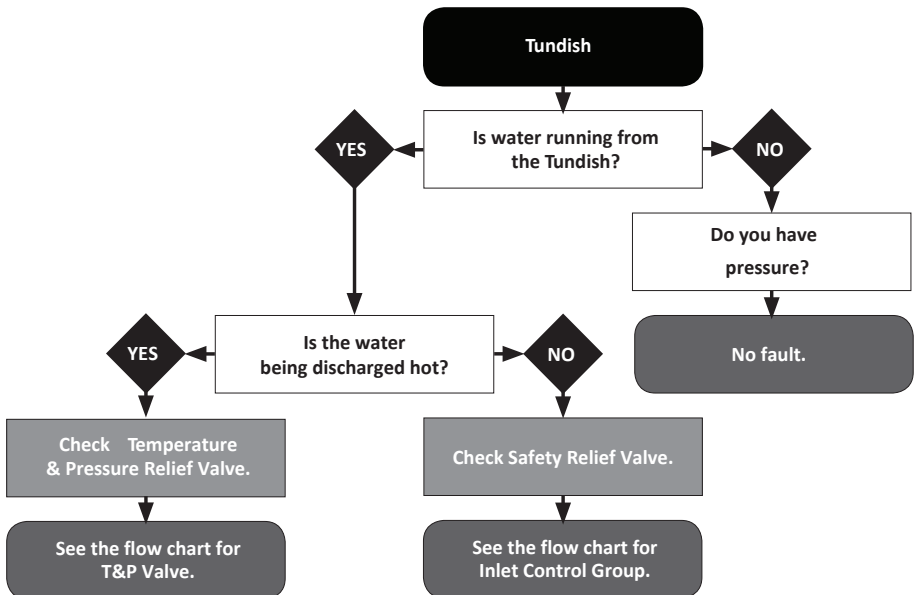 Tundish
Is water running from
the Tundish?
YES
NO
Do you have
pressure?
No fault.
Is the water
being discharged hot?
YES
NO
Check Temperature
& Pressure Relief Valve.
Check Safety Relief Valve.
See the flow chart for
T&P Valve.
See the flow chart for
Inlet Control Group.